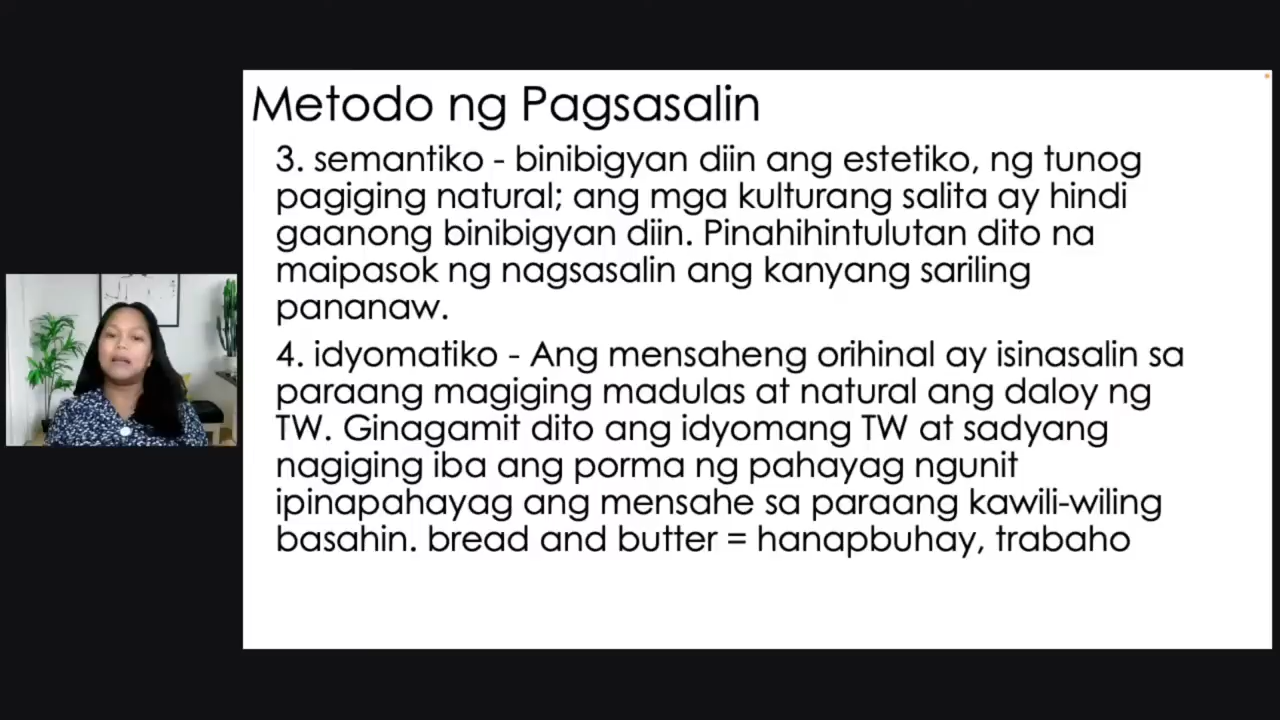 Metodo ng Pagsasalin
3. semantiko - binibigyan diin ang estetiko, ng tunog
pagiging natural; ang mga kulturang salita ay hindi
gaanong binibigyan diin. Pinahihintulutan dito na
maipasok ng nagsasalin ang kanyang sariling
pananaw.
4. idyomatiko - Ang mensaheng orihinal ay isinasalin sa
paraang magiging madulas at natural ang daloy ng
TW. Ginagamit dito ang idyomang TW at sadyang
nagiging iba ang porma ng pahayag ngunit
ipinapahayag ang mensahe sa paraang kawili-wiling
basahin. bread and butter = hanapbuhay, trabaho